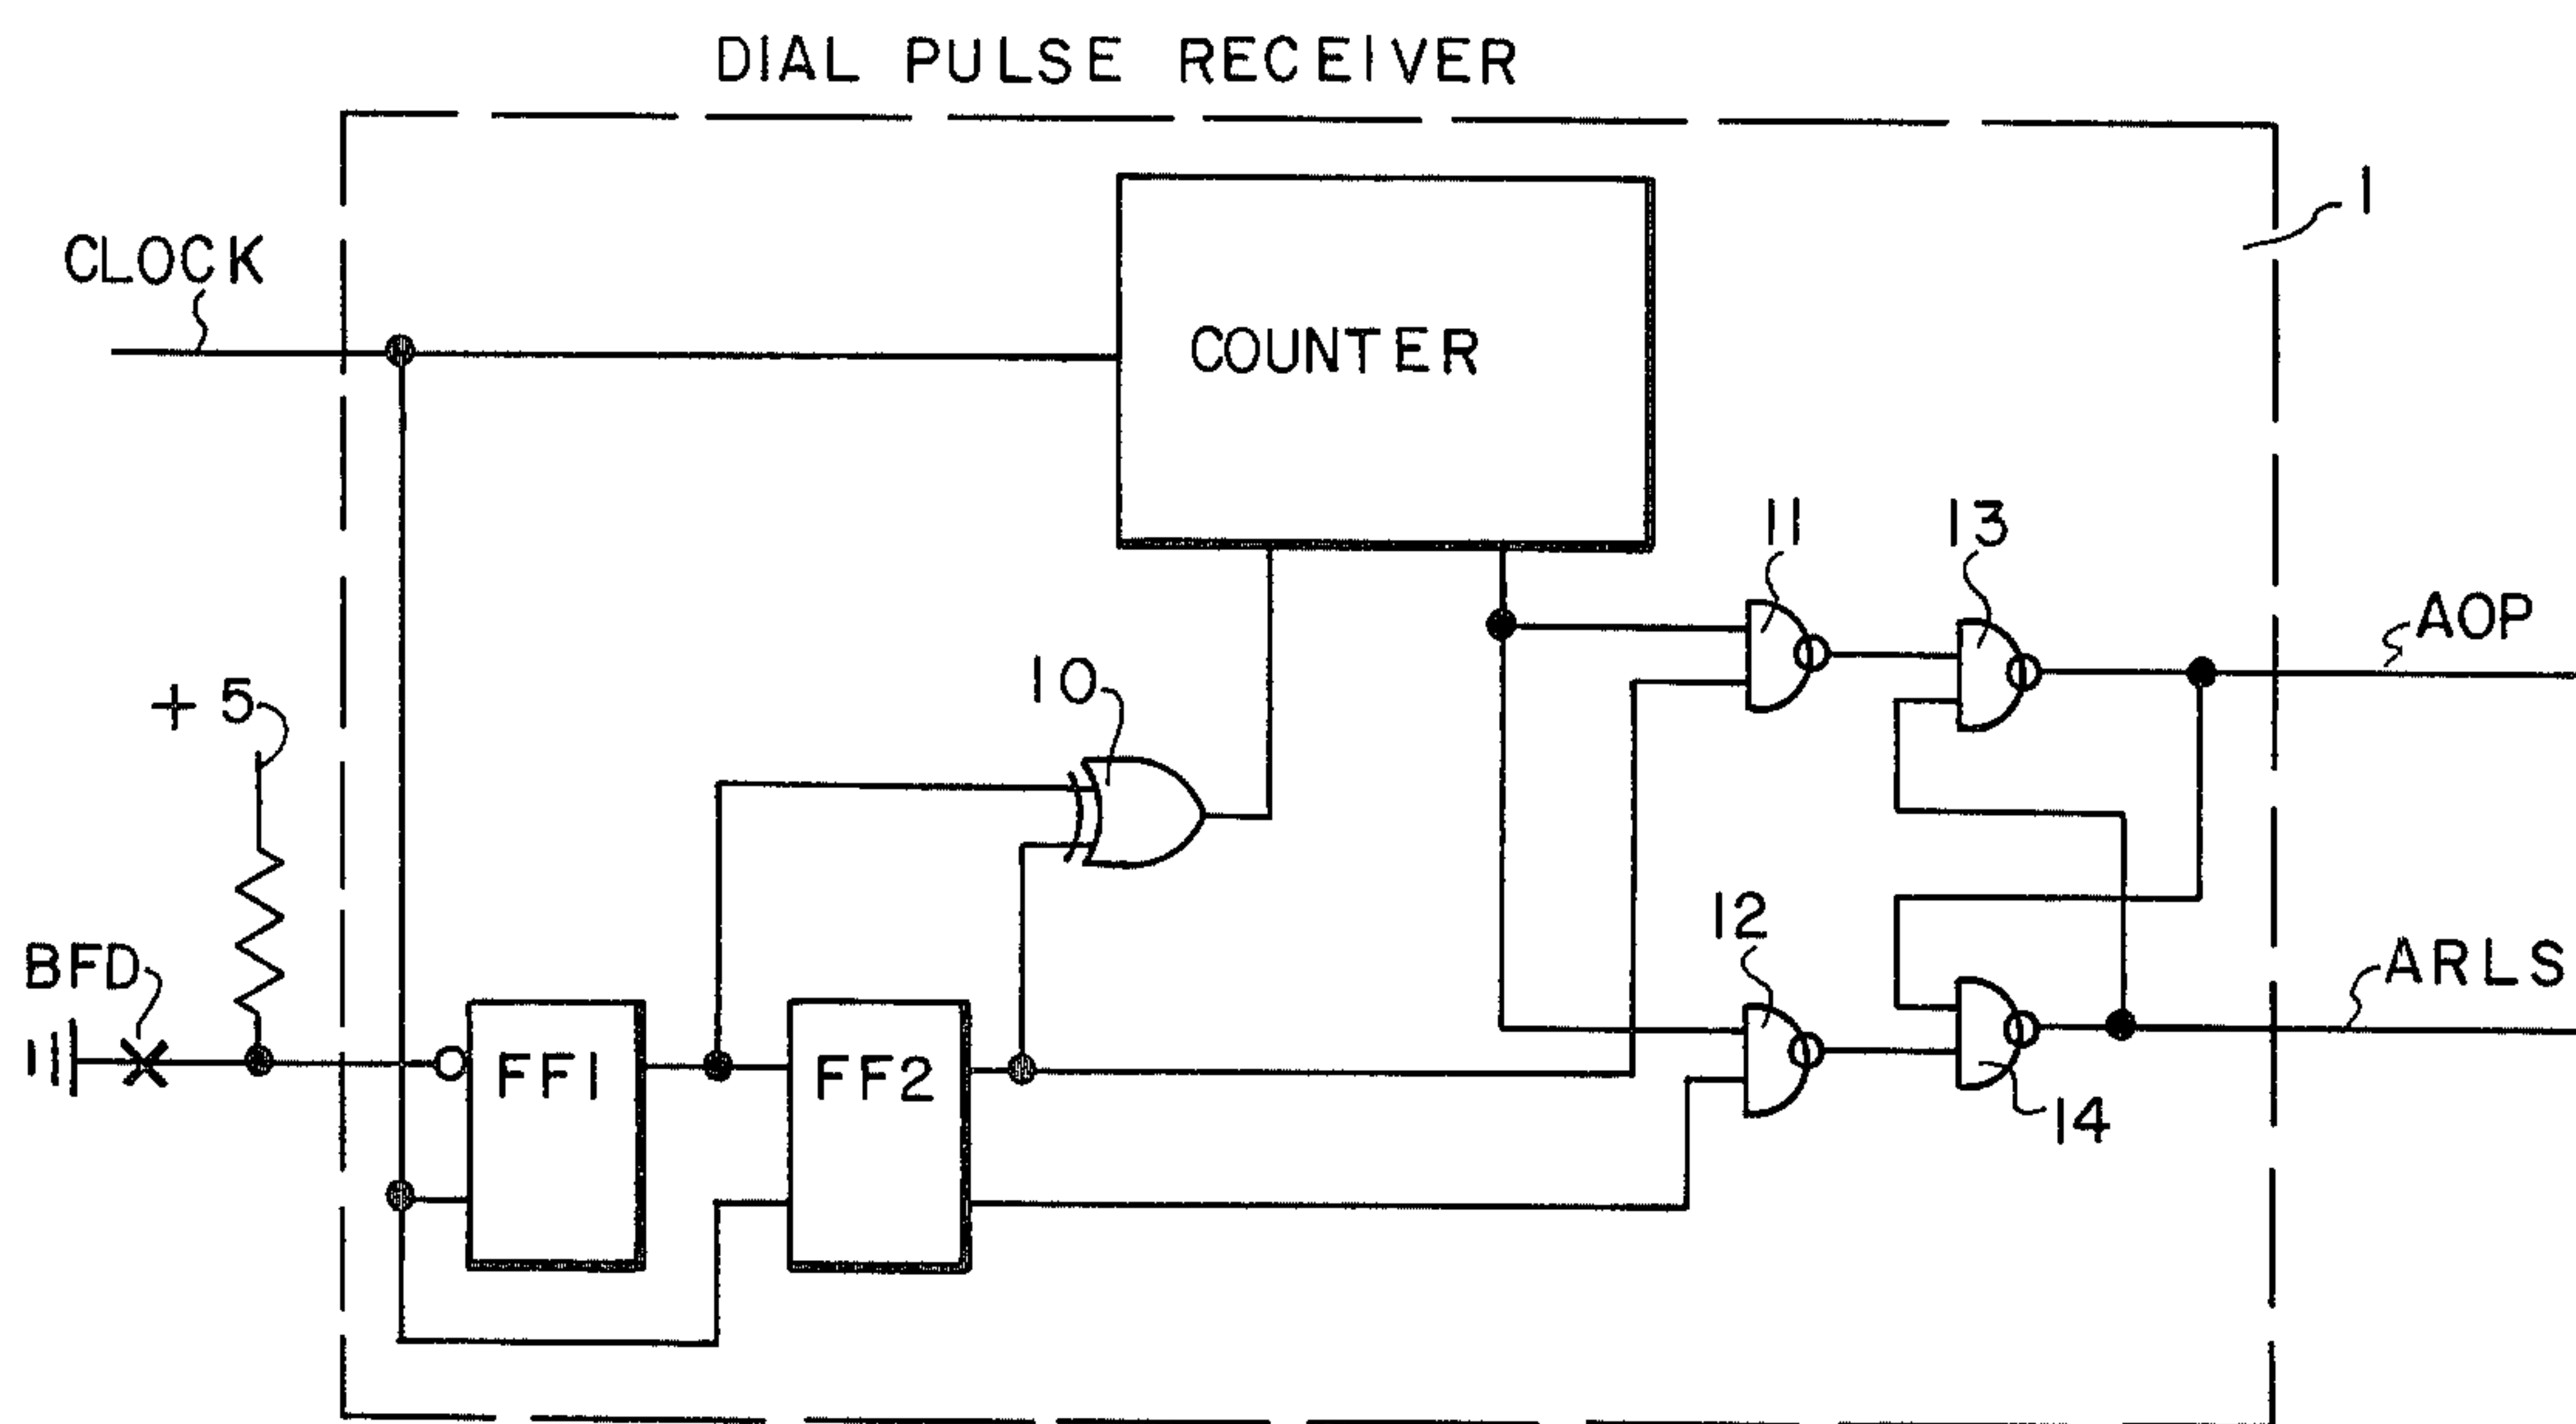 DIAL PULSE RECEIVER
1
CLOCK
COUNTER
11
13
AOP
10
+ 5
12
ARLS
BFD
FF1
FF2
14